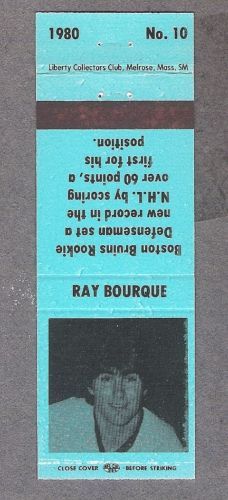 1980 No. 10
Liberty Collectors Club, Melrose, Mass, SM
Boston Bruins Rookie
Defenseman set a
new record in the
N.H.L. by scoring
over 60 points, a
first for his
position.
RAY BOURQUE
CLOSE COVER BEFORE STRIKING